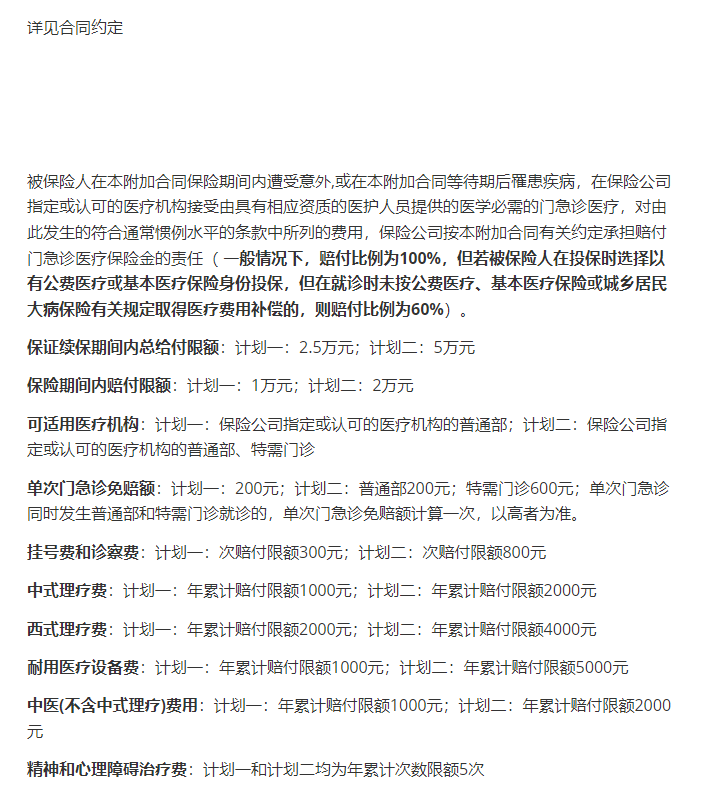 详见合同约定
被保险人在本附加合同保险期间内遭受意外,或在本附加合同等待期后罹患疾病，在保险公司
指定或认可的医疗机构接受由具有相应资质的医护人员提供的医学必需的门急诊医疗，对由
此发生的符合通常惯例水平的条款中所列的费用，保险公司按本附加合同有关约定承担赔付
门急诊医疗保险金的责任（一般情况下，赔付比例为100%，但若被保险人在投保时选择以
有公费医疗或基本医疗保险身份投保，但在就诊时未按公费医疗、基本医疗保险或城乡居民
大病保险有关规定取得医疗费用补偿的，则赔付比例为60%）。
保证续保期间内总给付限额：计划一：2.5万元；计划二：5万元
保险期间内赔付限额：计划一：1万元；计划二：2万元
可适用医疗机构：计划一：保险公司指定或认可的医疗机构的普通部；计划二：保险公司指
定或认可的医疗机构的普通部、特需门诊
单次门急诊免赔额：计划一：200元；计划二：普通部200元；特需门诊600元；单次门急诊
同时发生普通部和特需门诊就诊的，单次门急诊免赔额计算一次，以高者为准。
挂号费和诊察费：计划一：次赔付限额300元；计划二：次赔付限额800元
中式理疗费：计划一：年累计赔付限额1000元；计划二：年累计赔付限额2000元
西式理疗费：计划一：年累计赔付限额2000元；计划二：年累计赔付限额4000元
耐用医疗设备费：计划一：年累计赔付限额1000元；计划二：年累计赔付限额5000元
中医(不含中式理疗)费用：计划一：年累计赔付限额1000元；计划二：年累计赔付限额2000
元
精神和心理障碍治疗费：计划一和计划二均为年累计次数限额5次